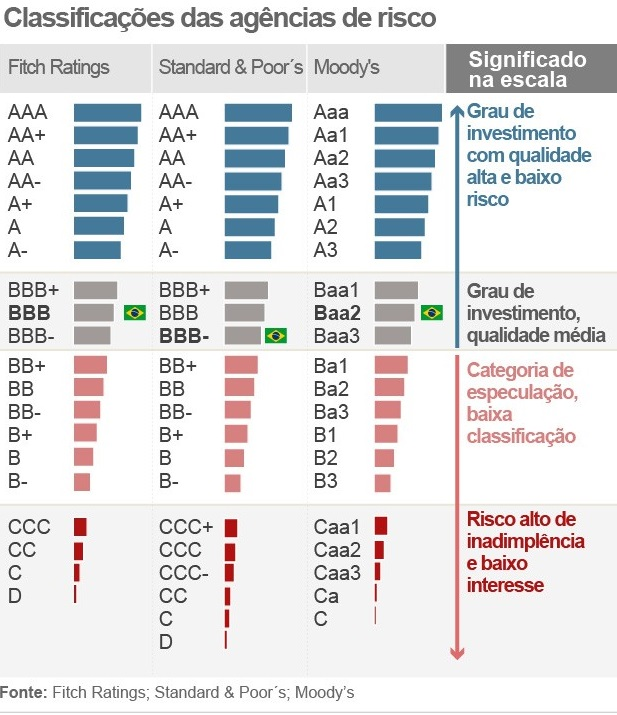 Classificações das agências de risco
Fitch Ratings Standard & Poor´s Moody's Significado
na escala
AAA AAA Aaa
AA+ AA+ Aa1
AA AA Aa2
AA- AA- Aa3
A+ A+ A1
A A A2
A- A- A3
Grau de
investimento
com qualidade
alta e baixo
risco
BBB+ BBB+ Baa1
BBB BBB Baa2
BBB- BBB- Baa3
Grau de
investimento,
qualidade média
BB+ BB+ Ba1
BB BB Ba2
BB- BB- Ba3
B+ B+ B1
B B B2
B- B- B3
Categoria de
especulação,
baixa
classificação
CCC CCC+ Caa1
CC CCC Caa2
C CCC- Caa3
D CC Ca
C C
D
Risco alto de
inadimplência
e baixo
interesse
Fonte: Fitch Ratings; Standard & Poor´s; Moody's